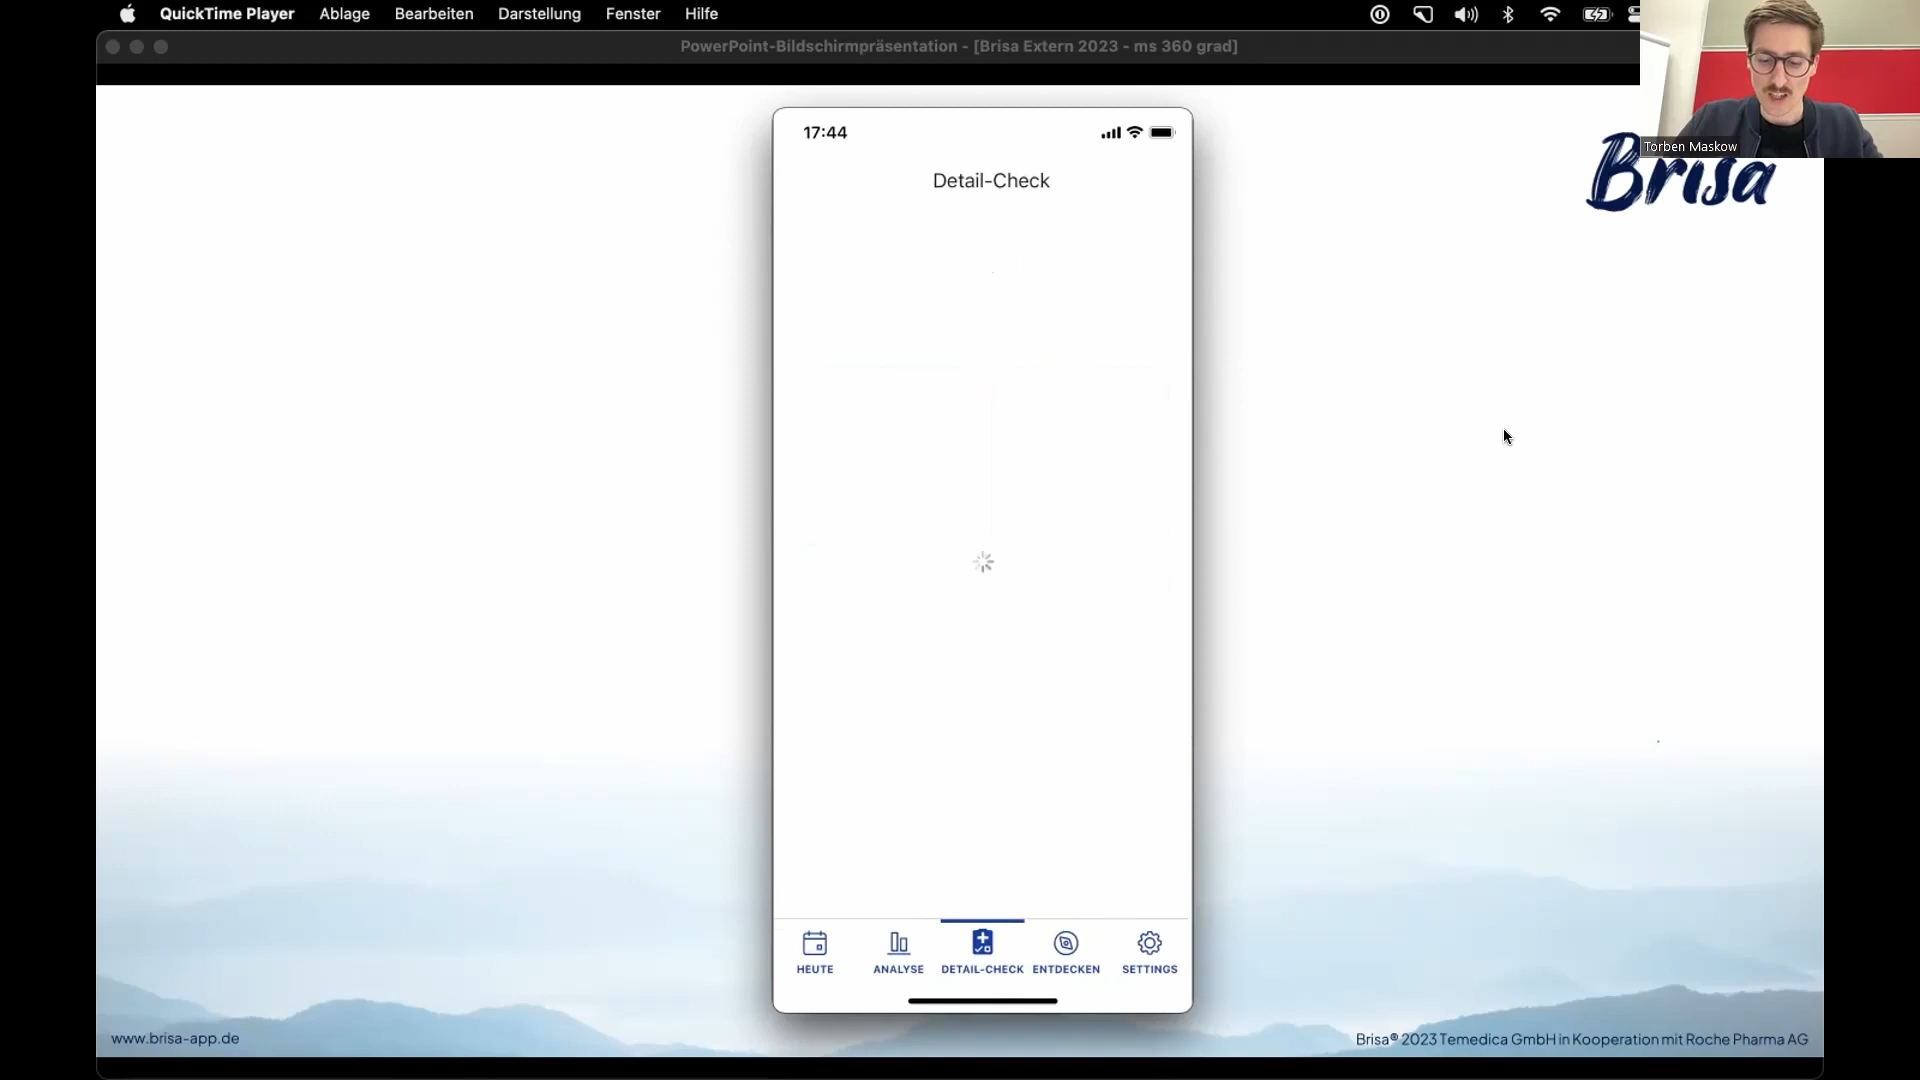 QuickTime Player Ablage Bearbeiten Darstellung Fenster Hilfe
PowerPoint-Bildschirmpräsentation - [Brisa Extern 2023 - ms 360 grad]
Torben Maskow
Brisa
17:44
Detail-Check
HEUTE ANALYSE DETAIL-CHECK ENTDECKEN SETTINGS
www.brisa-app.de
Brisa® 2023 Temedica GmbH in Kooperation mit Roche Pharma AG